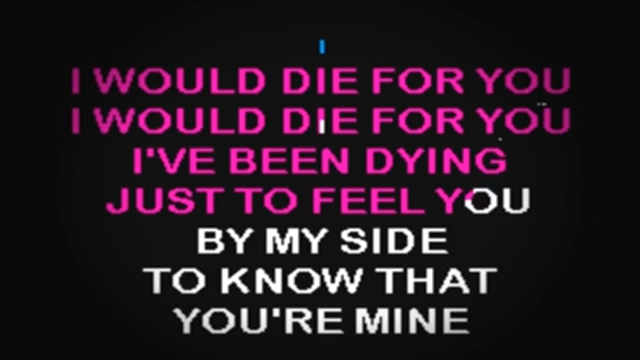 I WOULD DIE FOR YOU
I WOULD DIE FOR YOU
I'VE BEEN DYING
JUST TO FEEL YOU
BY MY SIDE
TO KNOW THAT
YOU'RE MINE